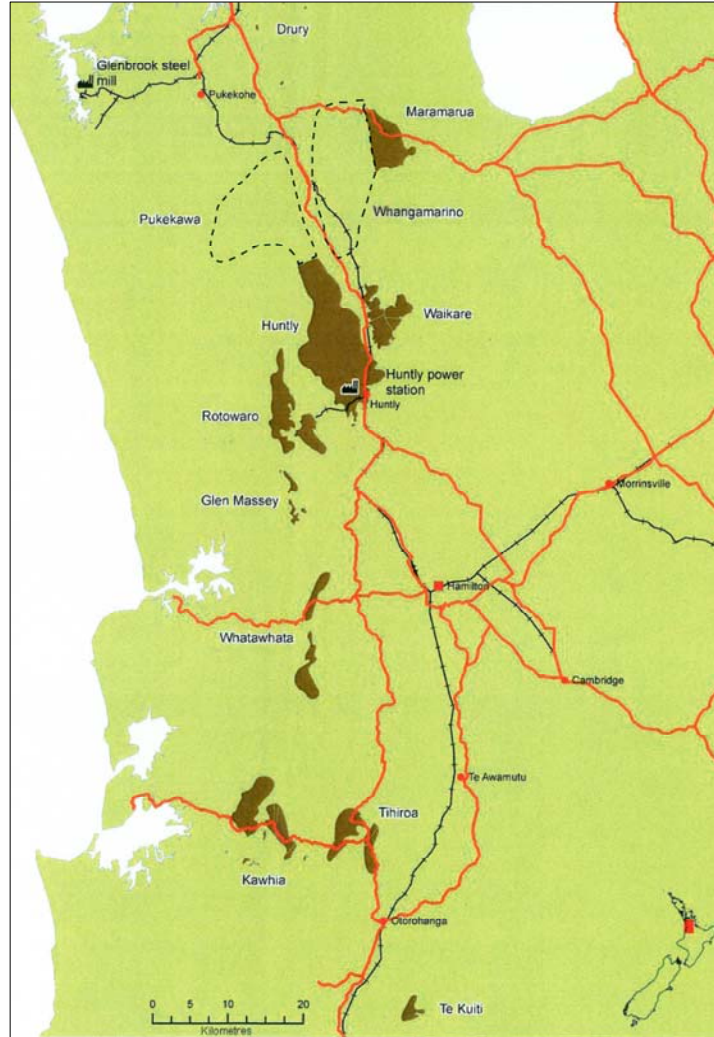 Drury
Glenbrook steel
mill
Pukekohe
Maramarua
Pukekawa
Whangamarino
Huntly
Waikare
Huntly power
station
Huntly
Rotowaro
Morrinsville
Glen Massey
Hamilton
Whatawhata
Cambridge
Te Awamutu
Tihiroa
Kawhia
Otorohanga
0 5 10 20
Kilometres
Te Kuiti